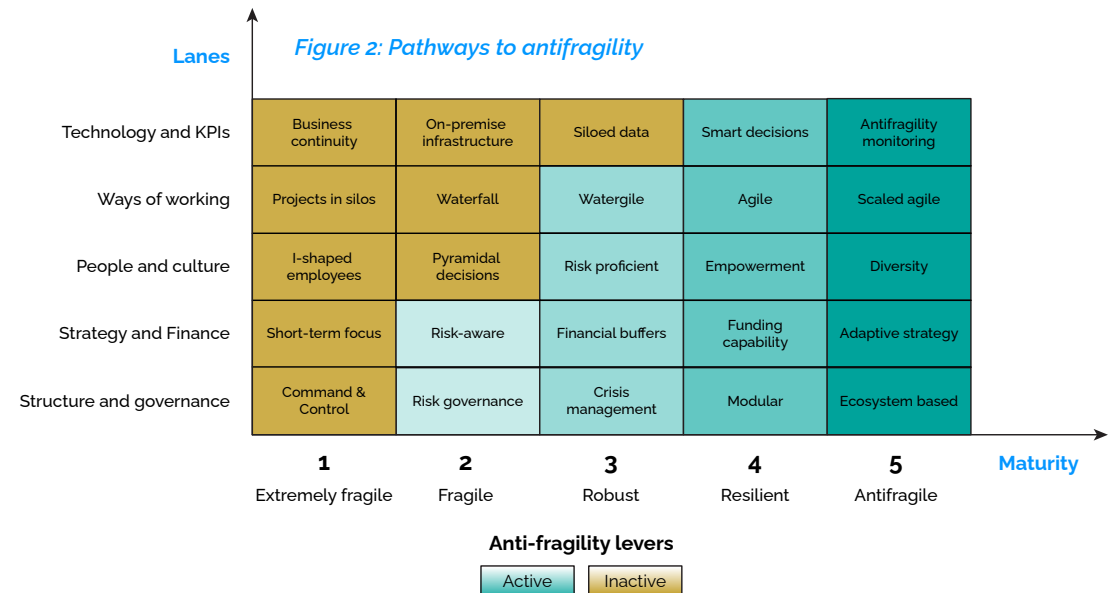 Lanes
Figure 2: Pathways to antifragility
Technology and KPIs
Business
continuity
On-premise
infrastructure
Siloed data
Smart decisions
Antifragility
monitoring
Ways of working
Projects in silos
Waterfall
Watergile
Agile
Scaled agile
People and culture
I-shaped
employees
Pyramidal
decisions
Risk proficient
Empowerment
Diversity
Strategy and Finance
Short-term focus
Risk-aware
Financial buffers
Funding
capability
Adaptive strategy
Structure and governance
Command &
Control
Risk governance
Crisis
management
Modular
Ecosystem based
1
2
3
4
5
Maturity
Extremely fragile
Fragile
Robust
Resilient
Antifragile
Anti-fragility levers
Active
Inactive